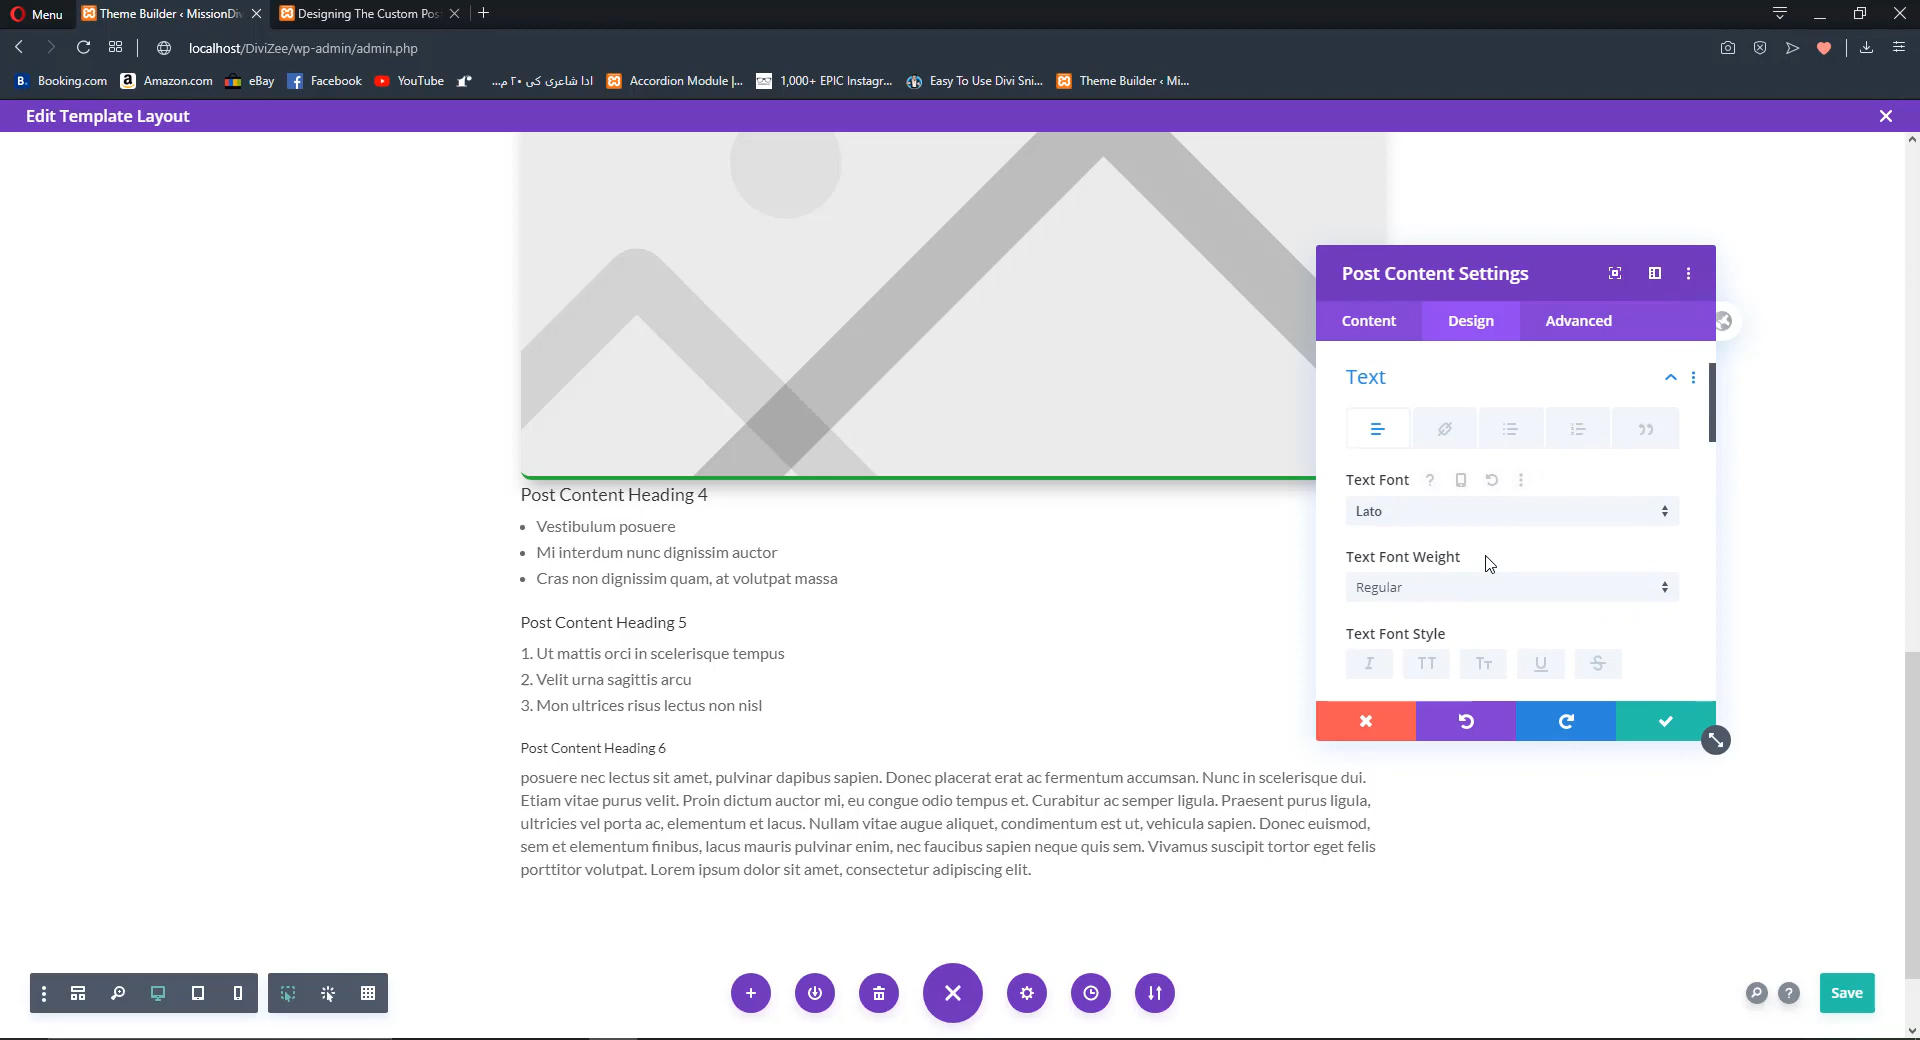 Menu
Theme Builder ‹ MissionDiv
Designing The Custom Pos
localhost/DiviZee/wp-admin/admin.php
B. Booking.com
a Amazon.com
eBay
Facebook
YouTube
ادا شاعری کی ۲۰ م...
Accordion Module |...
1,000+ EPIC Instagr...
Easy To Use Divi Sni...
Theme Builder ‹ Mi...
Edit Template Layout
Post Content Settings
Content
Design
Advanced
Text
Text Font ?
Lato
Text Font Weight
Regular
Text Font Style
I TT Tт U S
Post Content Heading 4
• Vestibulum posuere
• Mi interdum nunc dignissim auctor
• Cras non dignissim quam, at volutpat massa
Post Content Heading 5
1. Ut mattis orci in scelerisque tempus
2. Velit urna sagittis arcu
3. Mon ultrices risus lectus non nisl
Post Content Heading 6
posuere nec lectus sit amet, pulvinar dapibus sapien. Donec placerat erat ac fermentum accumsan. Nunc in scelerisque dui.
Etiam vitae purus velit. Proin dictum auctor mi, eu congue odio tempus et. Curabitur ac semper ligula. Praesent purus ligula,
ultricies vel porta ac, elementum et lacus. Nullam vitae augue aliquet, condimentum est ut, vehicula sapien. Donec euismod,
sem et elementum finibus, lacus mauris pulvinar enim, nec faucibus sapien neque quis sem. Vivamus suscipit tortor eget felis
porttitor volutpat. Lorem ipsum dolor sit amet, consectetur adipiscing elit.
?
Save